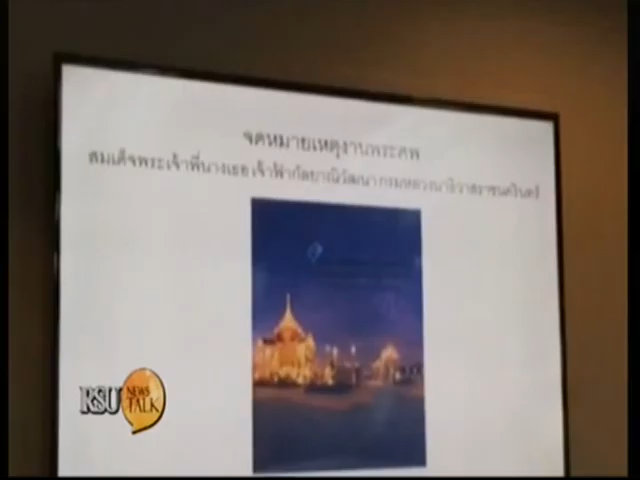 จดหมายเหตุงานพระศพ
สมเด็จพระเจ้าพี่นางเธอ เจ้าฟ้ากัลยาณิวัฒนา กรมหลวงนราธิวาสราชนครินทร์
RSU NEWS
TALK